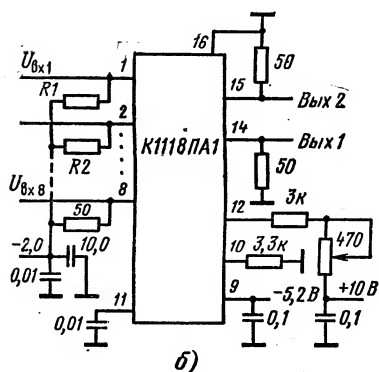 16
50
Uвх1
1
R1
15
Вых 2
2
14
Вых 1
R2
К1118ПА1
50
Uвх8
8
12
3к
50
470
10
3,3к
-2,0
10,0
-5,2 В
+10 В
0,01
11
9
0,01
0,1
0,1
б)